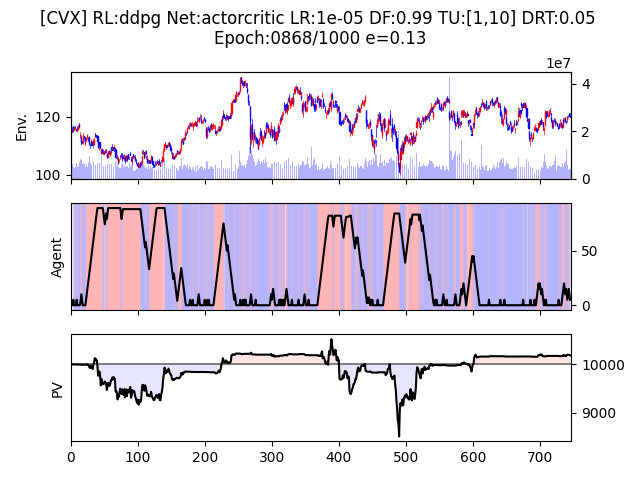 [CVX] RL:ddpg Net:actorcritic LR:1e-05 DF:0.99 TU:[1,10] DRT:0.05
Epoch:0868/1000 e=0.13
1e7
Env.
120
100
4
2
0
Agent
50
0
PV
10000
9000
0 100 200 300 400 500 600 700